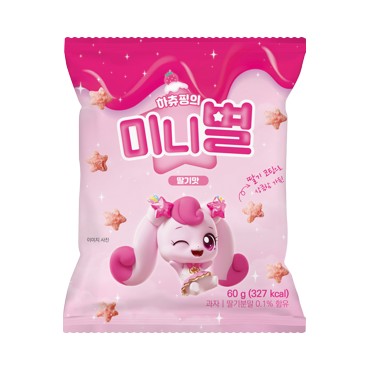 하츄핑의
미니별
딸기맛
이미지 사진
60 g (327 kcal)
과자 | 딸기분말 0.1% 함유